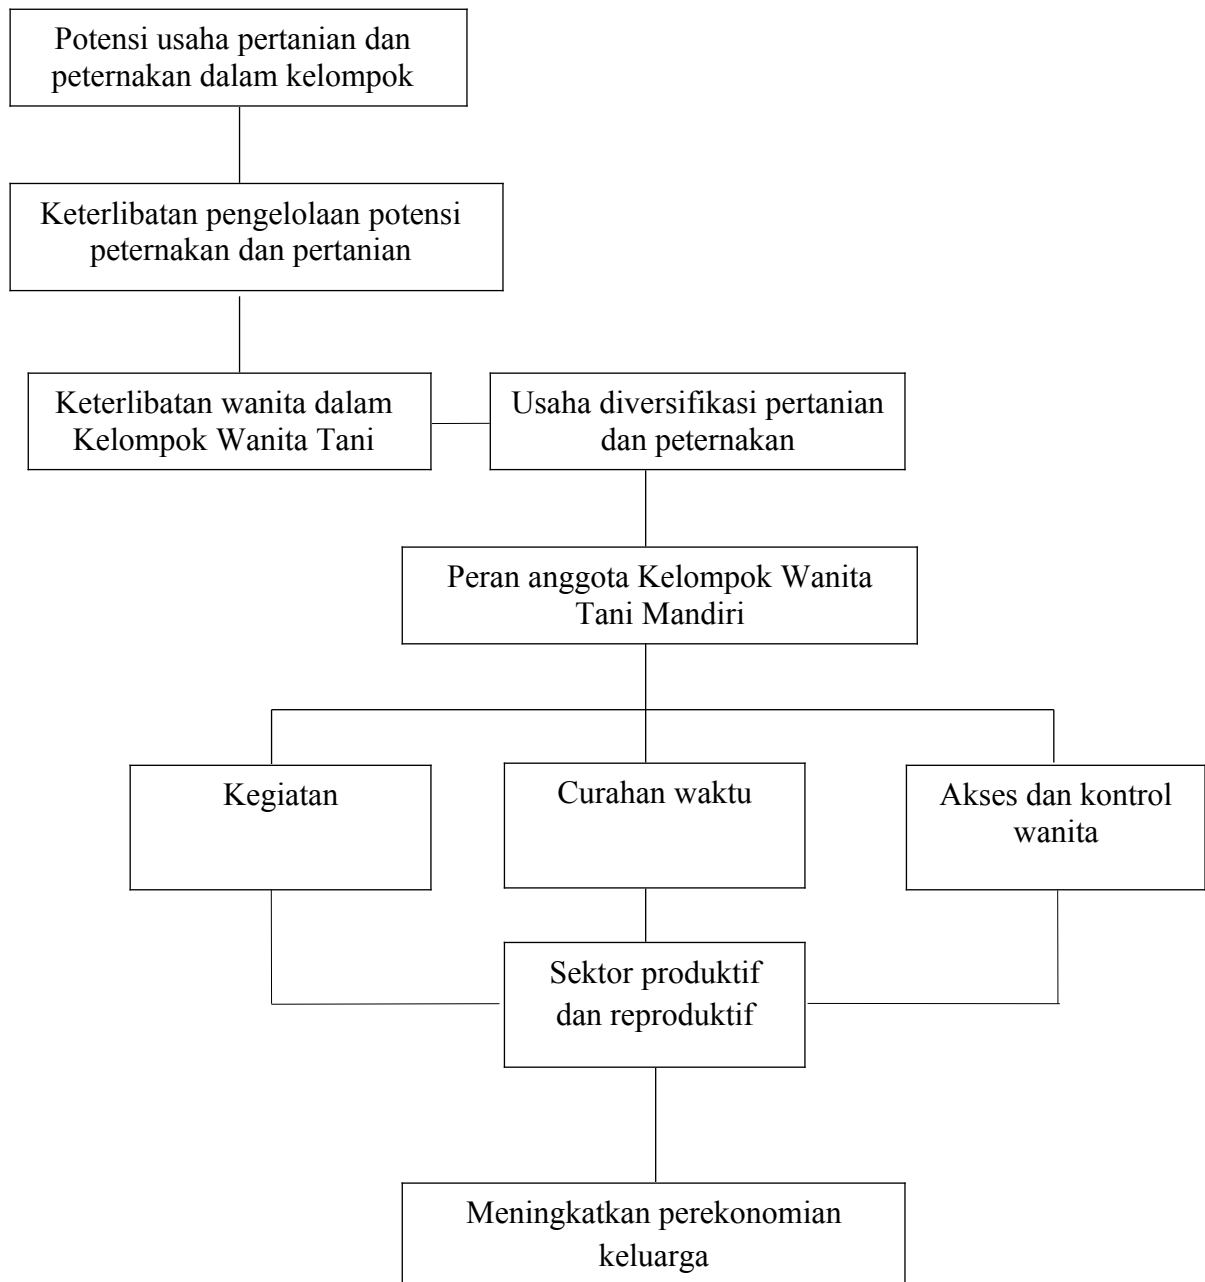 Potensi usaha pertanian dan
peternakan dalam kelompok
Keterlibatan pengelolaan potensi
peternakan dan pertanian
Keterlibatan wanita dalam
Kelompok Wanita Tani
Usaha diversifikasi pertanian
dan peternakan
Peran anggota Kelompok Wanita
Tani Mandiri
Kegiatan
Curahan waktu
Akses dan kontrol
wanita
Sektor produktif
dan reproduktif
Meningkatkan perekonomian
keluarga